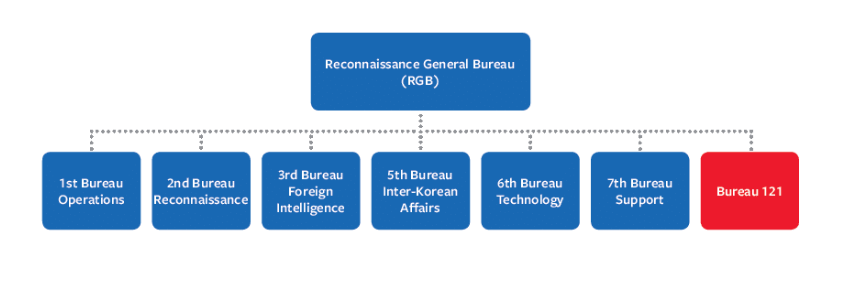 Reconnaissance General Bureau
(RGB)
1st Bureau
Operations
2nd Bureau
Reconnaissance
3rd Bureau
Foreign
Intelligence
5th Bureau
Inter-Korean
Affairs
6th Bureau
Technology
7th Bureau
Support
Bureau 121